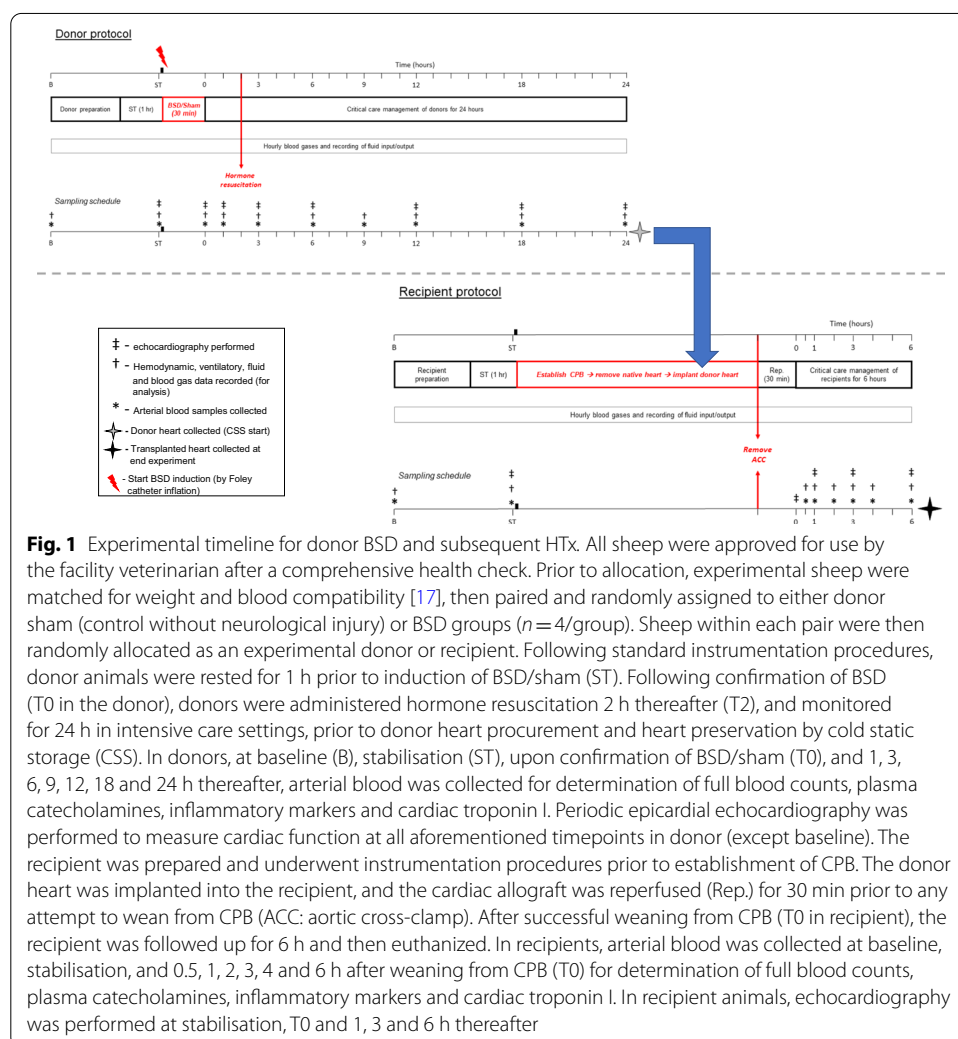 Donor protocol
Time (hours)
B ST 0 3 6 9 12 18 24
Donor preparation ST (1 hr) BSD/Sham (30 min) Critical care management of donors for 24 hours
Hourly blood gases and recording of fluid input/output
Hormone
resuscitation
Sampling schedule
‡ ‡ ‡ ‡ ‡ ‡ ‡ ‡
† † † † † † † † † †
* * * * * * * * * *
B ST 0 3 6 9 12 18 24
Recipient protocol
Time (hours)
B ST 0 1 3 6
Recipient preparation ST (1 hr) Establish CPB → remove native heart → implant donor heart Rep. (30 min) Critical care management of recipients for 6 hours
Hourly blood gases and recording of fluid input/output
Remove
ACC
Sampling schedule
‡ ‡ ‡ ‡
† † † † † † † †
* * * * * * * * *
B ST 0 1 3 6
‡ - echocardiography performed
† - Hemodynamic, ventilatory, fluid
and blood gas data recorded (for
analysis)
* - Arterial blood samples collected
- Donor heart collected (CSS start)
- Transplanted heart collected at
end experiment
- Start BSD induction (by Foley
catheter inflation)
Fig. 1 Experimental timeline for donor BSD and subsequent HTx. All sheep were approved for use by
the facility veterinarian after a comprehensive health check. Prior to allocation, experimental sheep were
matched for weight and blood compatibility [17], then paired and randomly assigned to either donor
sham (control without neurological injury) or BSD groups (n = 4/group). Sheep within each pair were then
randomly allocated as an experimental donor or recipient. Following standard instrumentation procedures,
donor animals were rested for 1 h prior to induction of BSD/sham (ST). Following confirmation of BSD
(T0 in the donor), donors were administered hormone resuscitation 2 h thereafter (T2), and monitored
for 24 h in intensive care settings, prior to donor heart procurement and heart preservation by cold static
storage (CSS). In donors, at baseline (B), stabilisation (ST), upon confirmation of BSD/sham (T0), and 1, 3,
6, 9, 12, 18 and 24 h thereafter, arterial blood was collected for determination of full blood counts, plasma
catecholamines, inflammatory markers and cardiac troponin I. Periodic epicardial echocardiography was
performed to measure cardiac function at all aforementioned timepoints in donor (except baseline). The
recipient was prepared and underwent instrumentation procedures prior to establishment of CPB. The donor
heart was implanted into the recipient, and the cardiac allograft was reperfused (Rep.) for 30 min prior to any
attempt to wean from CPB (ACC: aortic cross-clamp). After successful weaning from CPB (T0 in recipient), the
recipient was followed up for 6 h and then euthanized. In recipients, arterial blood was collected at baseline,
stabilisation, and 0.5, 1, 2, 3, 4 and 6 h after weaning from CPB (T0) for determination of full blood counts,
plasma catecholamines, inflammatory markers and cardiac troponin I. In recipient animals, echocardiography
was performed at stabilisation, T0 and 1, 3 and 6 h thereafter